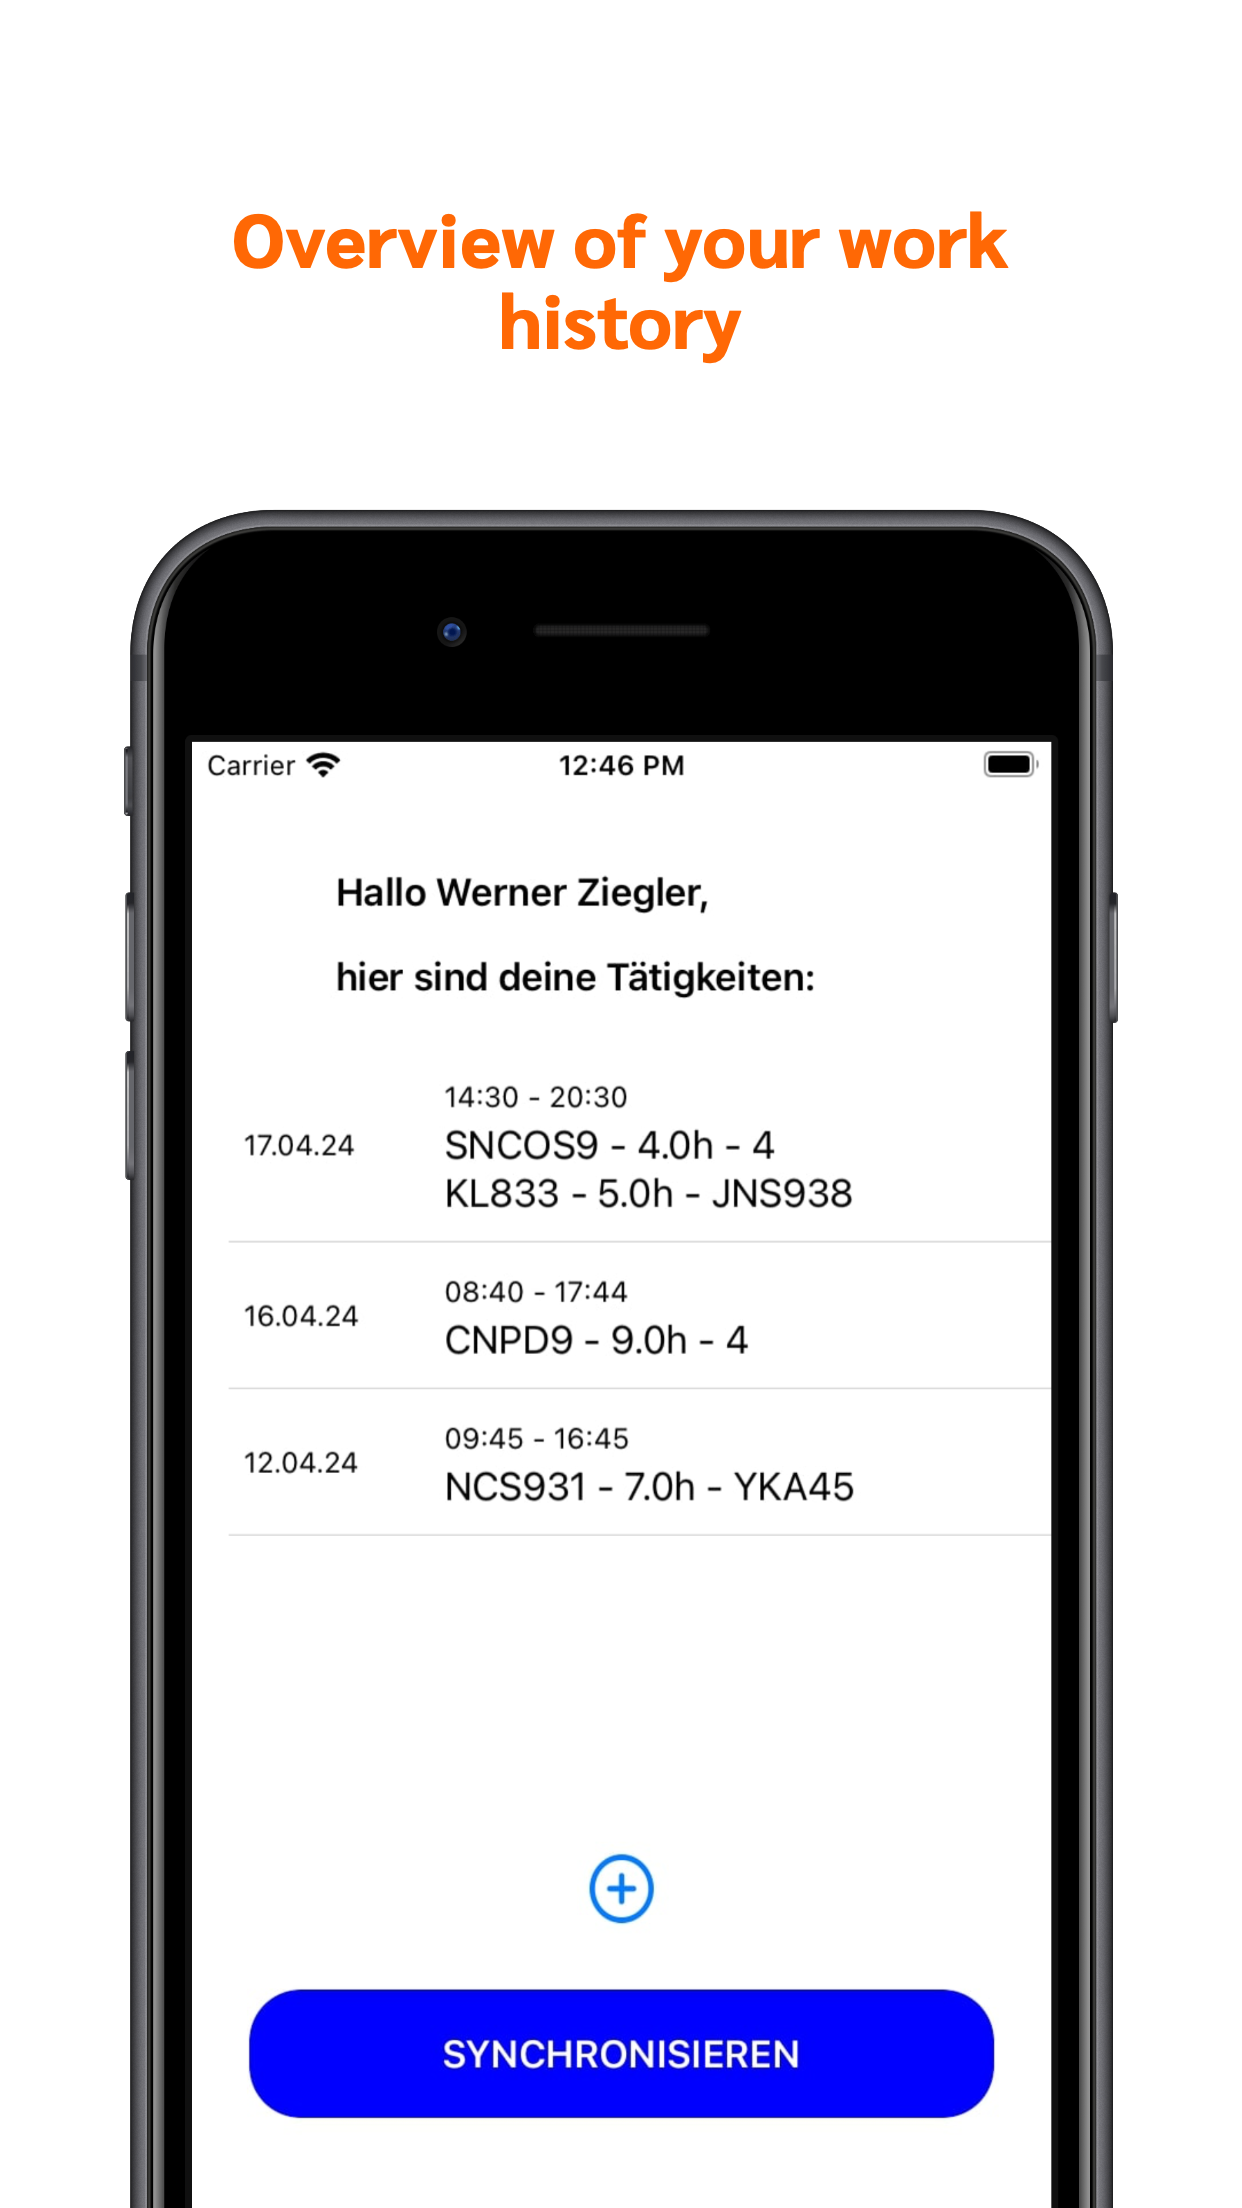 Overview of your work
history
Carrier
12:46 PM
Hallo Werner Ziegler,
hier sind deine Tätigkeiten:
14:30 - 20:30
17.04.24
SNCOS9 - 4.0h - 4
KL833 - 5.0h - JNS938
08:40 - 17:44
16.04.24
CNPD9 - 9.0h - 4
09:45 - 16:45
12.04.24
NCS931 - 7.0h - YKA45
SYNCHRONISIEREN